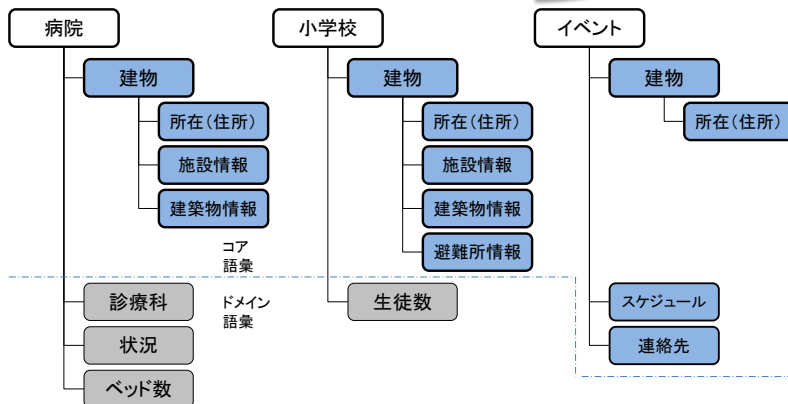 病院
小学校
イベント
建物
建物
建物
所在(住所)
所在(住所)
所在(住所)
施設情報
施設情報
建築物情報
建築物情報
コア
語彙
避難所情報
診療科
ドメイン
語彙
生徒数
スケジュール
状況
連絡先
ベッド数